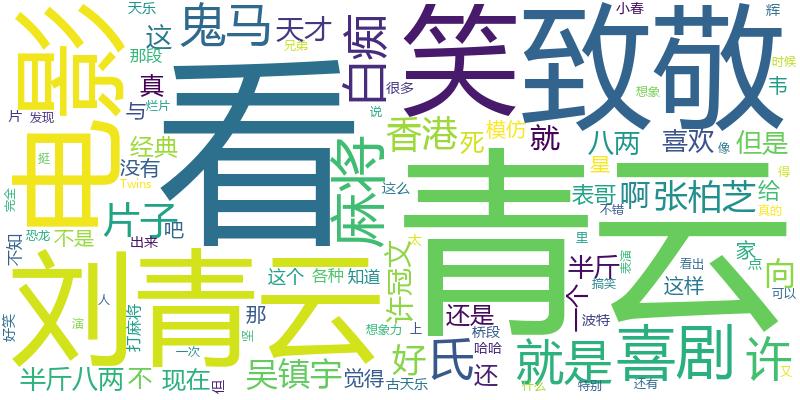 天乐
鬼马
天才
兄弟
这
那段
电影
白痴
笑
致敬
小春
辉
时候
真
很多
想象
韦
片
发现
与
烂片
看
说
香港
死
模仿
就
八两
喜欢
但是
挺
经典
麻将
星
像
没有
Twins
得
完全
这么
青云
表哥
啊
张柏芝
给
片子
吧
不错
真的
恐龙
不是
出来
太
里
不知
刘青云
许冠文
半斤
表演
家
点
向
这个
各种
知道
一个
搞笑
看出
这样
可以
好笑
人
打麻将
那
还是
波特
演
一次
坚
想象力
上
桥段
哈哈
氏
就是
喜剧
许
半斤八两
不
现在
但
吴镇宇
觉得
好
古天乐
还
什么
特别
还有
又